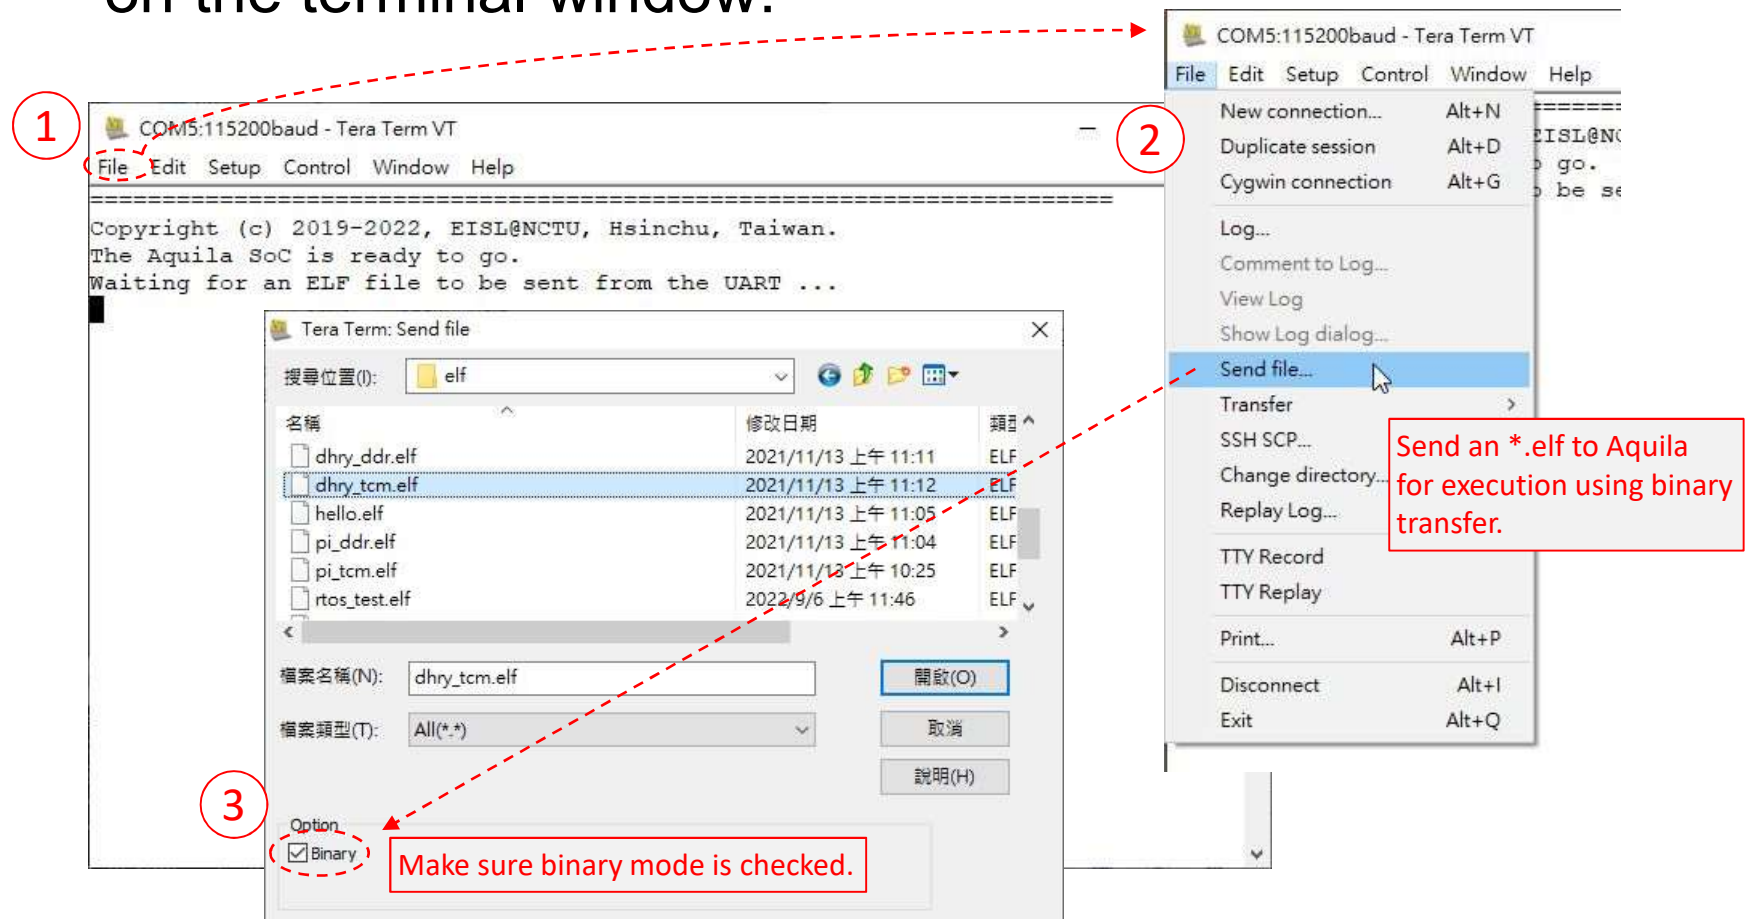 on the terminal window.
1
COM5:115200baud - Tera Term VT
File Edit Setup Control Window Help
======================================================================
Copyright (c) 2019-2022, EISL@NCTU, Hsinchu, Taiwan.
The Aquila SoC is ready to go.
Waiting for an ELF file to be sent from the UART ...
Tera Term: Send file
搜尋位置(I): elf
名稱 修改日期 類型
dhry_ddr.elf 2021/11/13 上午 11:11 ELF
dhry_tcm.elf 2021/11/13 上午 11:12 ELF
hello.elf 2021/11/13 上午 11:05 ELF
pi_ddr.elf 2021/11/13 上午 11:04 ELF
pi_tcm.elf 2021/11/13 上午 10:25 ELF
rtos_test.elf 2022/9/6 上午 11:46 ELF
檔案名稱(N): dhry_tcm.elf 開啟(O)
檔案類型(T): All(*.*) 取消
說明(H)
3
Option
Binary
Make sure binary mode is checked.
2
COM5:115200baud - Tera Term VT
File Edit Setup Control Window Help
New connection... Alt+N
Duplicate session Alt+D
Cygwin connection Alt+G
Log...
Comment to Log...
View Log
Show Log dialog...
Send file...
Transfer >
SSH SCP...
Change directory...
Replay Log...
TTY Record
TTY Replay
Print... Alt+P
Disconnect Alt+I
Exit Alt+Q
======
EISL@NC
o go.
o be se
Send an *.elf to Aquila
for execution using binary
transfer.